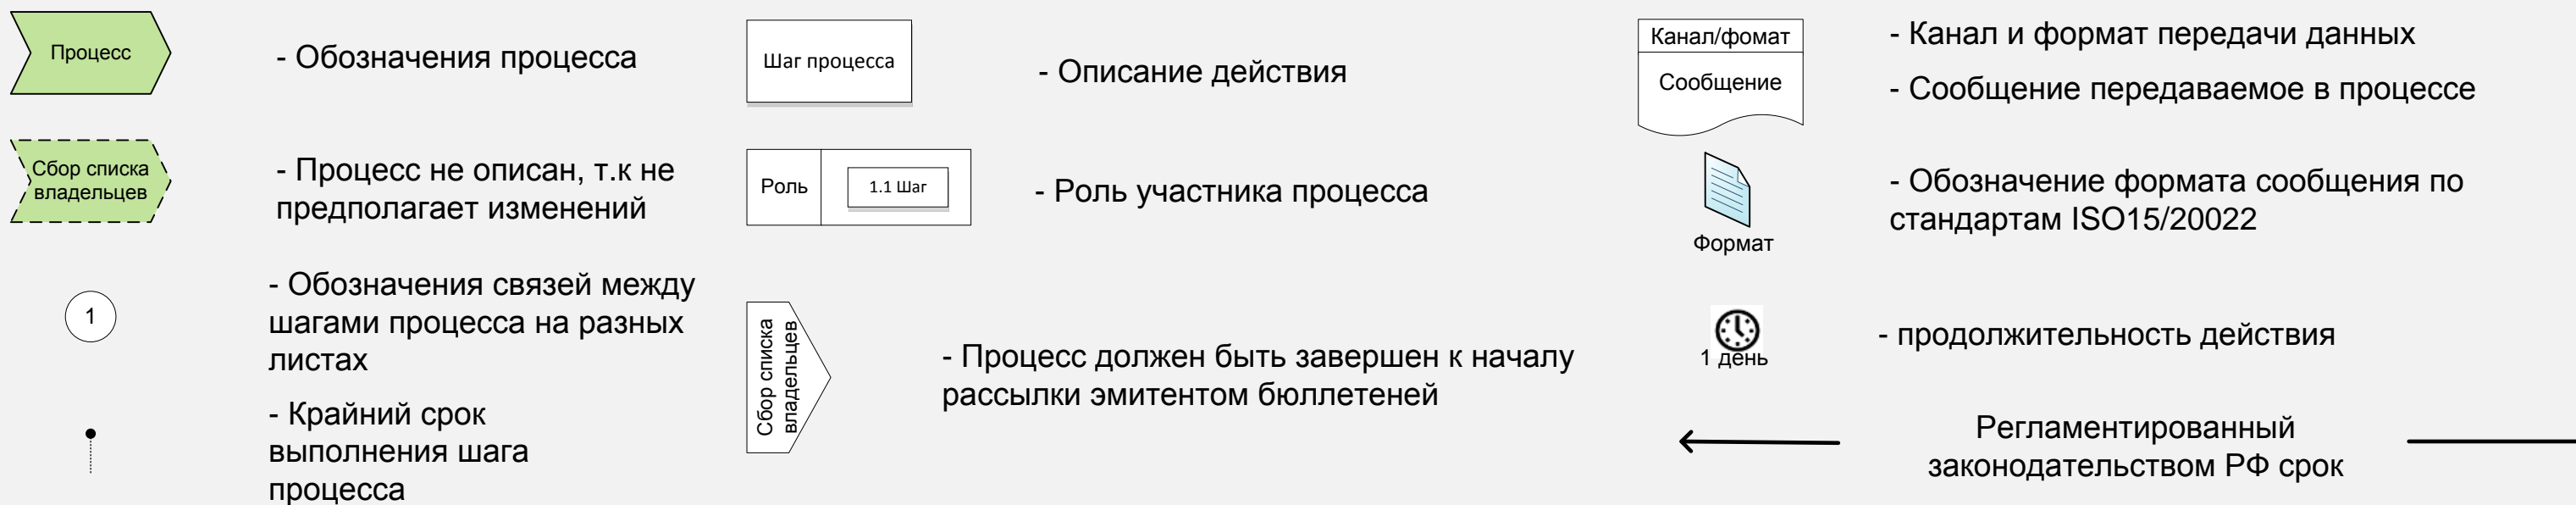 Процесс
- Обозначения процесса
Сбор списка
владельцев
- Процесс не описан, т.к не
предполагает изменений
1
- Обозначения связей между
шагами процесса на разных
листах
- Крайний срок
выполнения шага
процесса
Шаг процесса
- Описание действия
Роль
1.1 Шаг
- Роль участника процесса
Сбор списка
владельцев
- Процесс должен быть завершен к началу
рассылки эмитентом бюллетеней
Канал/фомат
Сообщение
- Канал и формат передачи данных
- Сообщение передаваемое в процессе
Формат
- Обозначение формата сообщения по
стандартам ISO15/20022
1 день
- продолжительность действия
Регламентированный
законодательством РФ срок